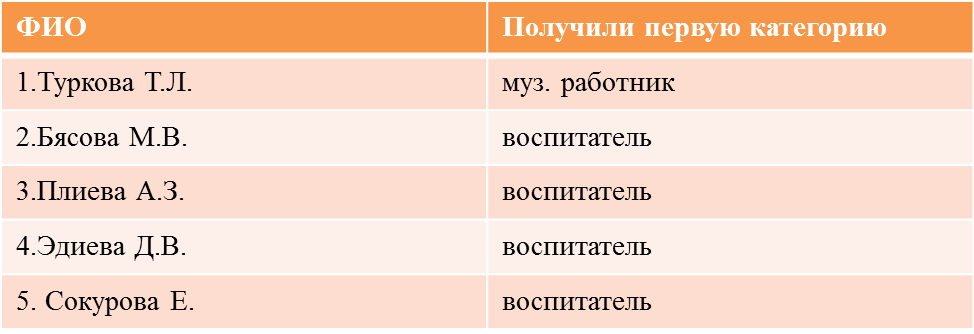 ФИО Получили первую категорию
1.Туркова Т.Л. муз. работник
2.Бясова М.В. воспитатель
3.Плиева А.З. воспитатель
4.Эдиева Д.В. воспитатель
5. Сокурова Е. воспитатель